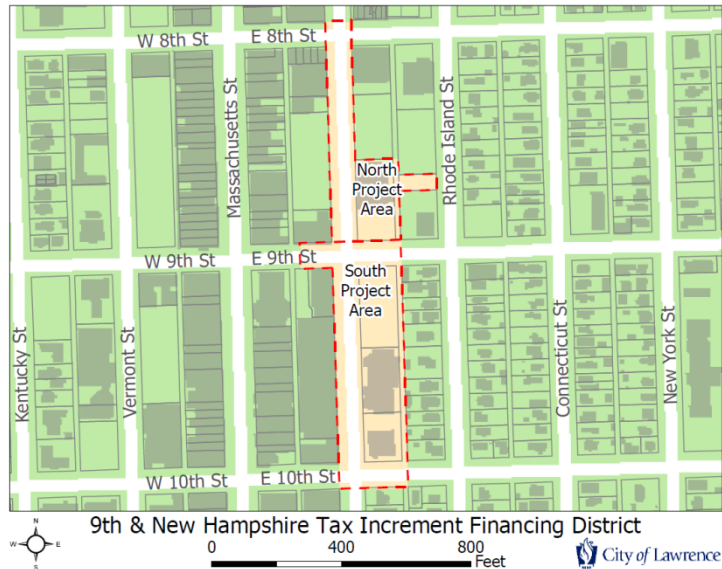 W 8th St
E 8th St
Massachusetts St
Rhode Island St
North
Project
Area
W 9th St
E 9th St
South
Project
Area
Kentucky St
Vermont St
Connecticut St
New York St
W 10th St
E 10th St
9th & New Hampshire Tax Increment Financing District
N
W E
S
0 400 800
Feet
City of Lawrence